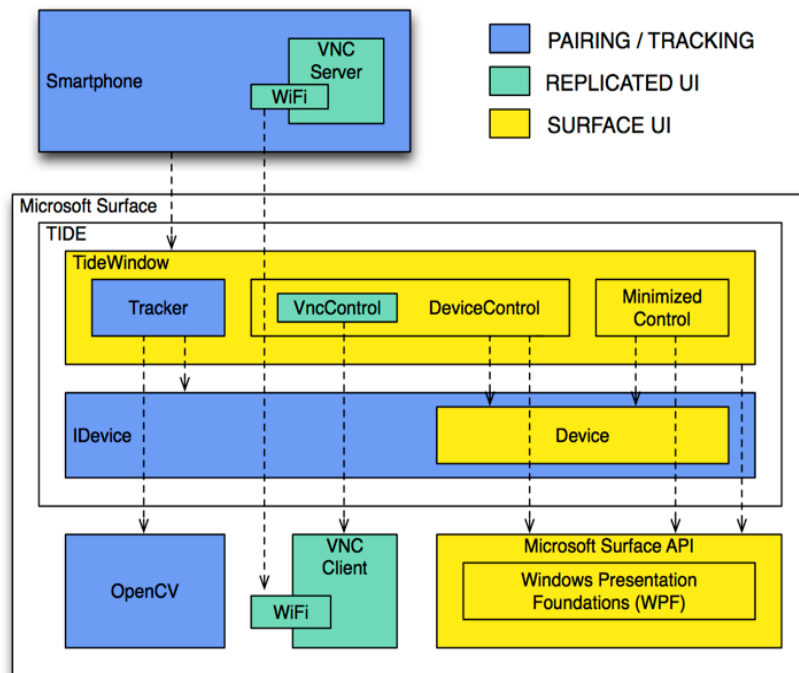 VNC
Server
WiFi
Smartphone
PAIRING / TRACKING
REPLICATED UI
SURFACE UI
Microsoft Surface
TIDE
TideWindow
Tracker
VncControl
DeviceControl
Minimized
Control
IDevice
Device
OpenCV
VNC
Client
WiFi
Microsoft Surface API
Windows Presentation
Foundations (WPF)